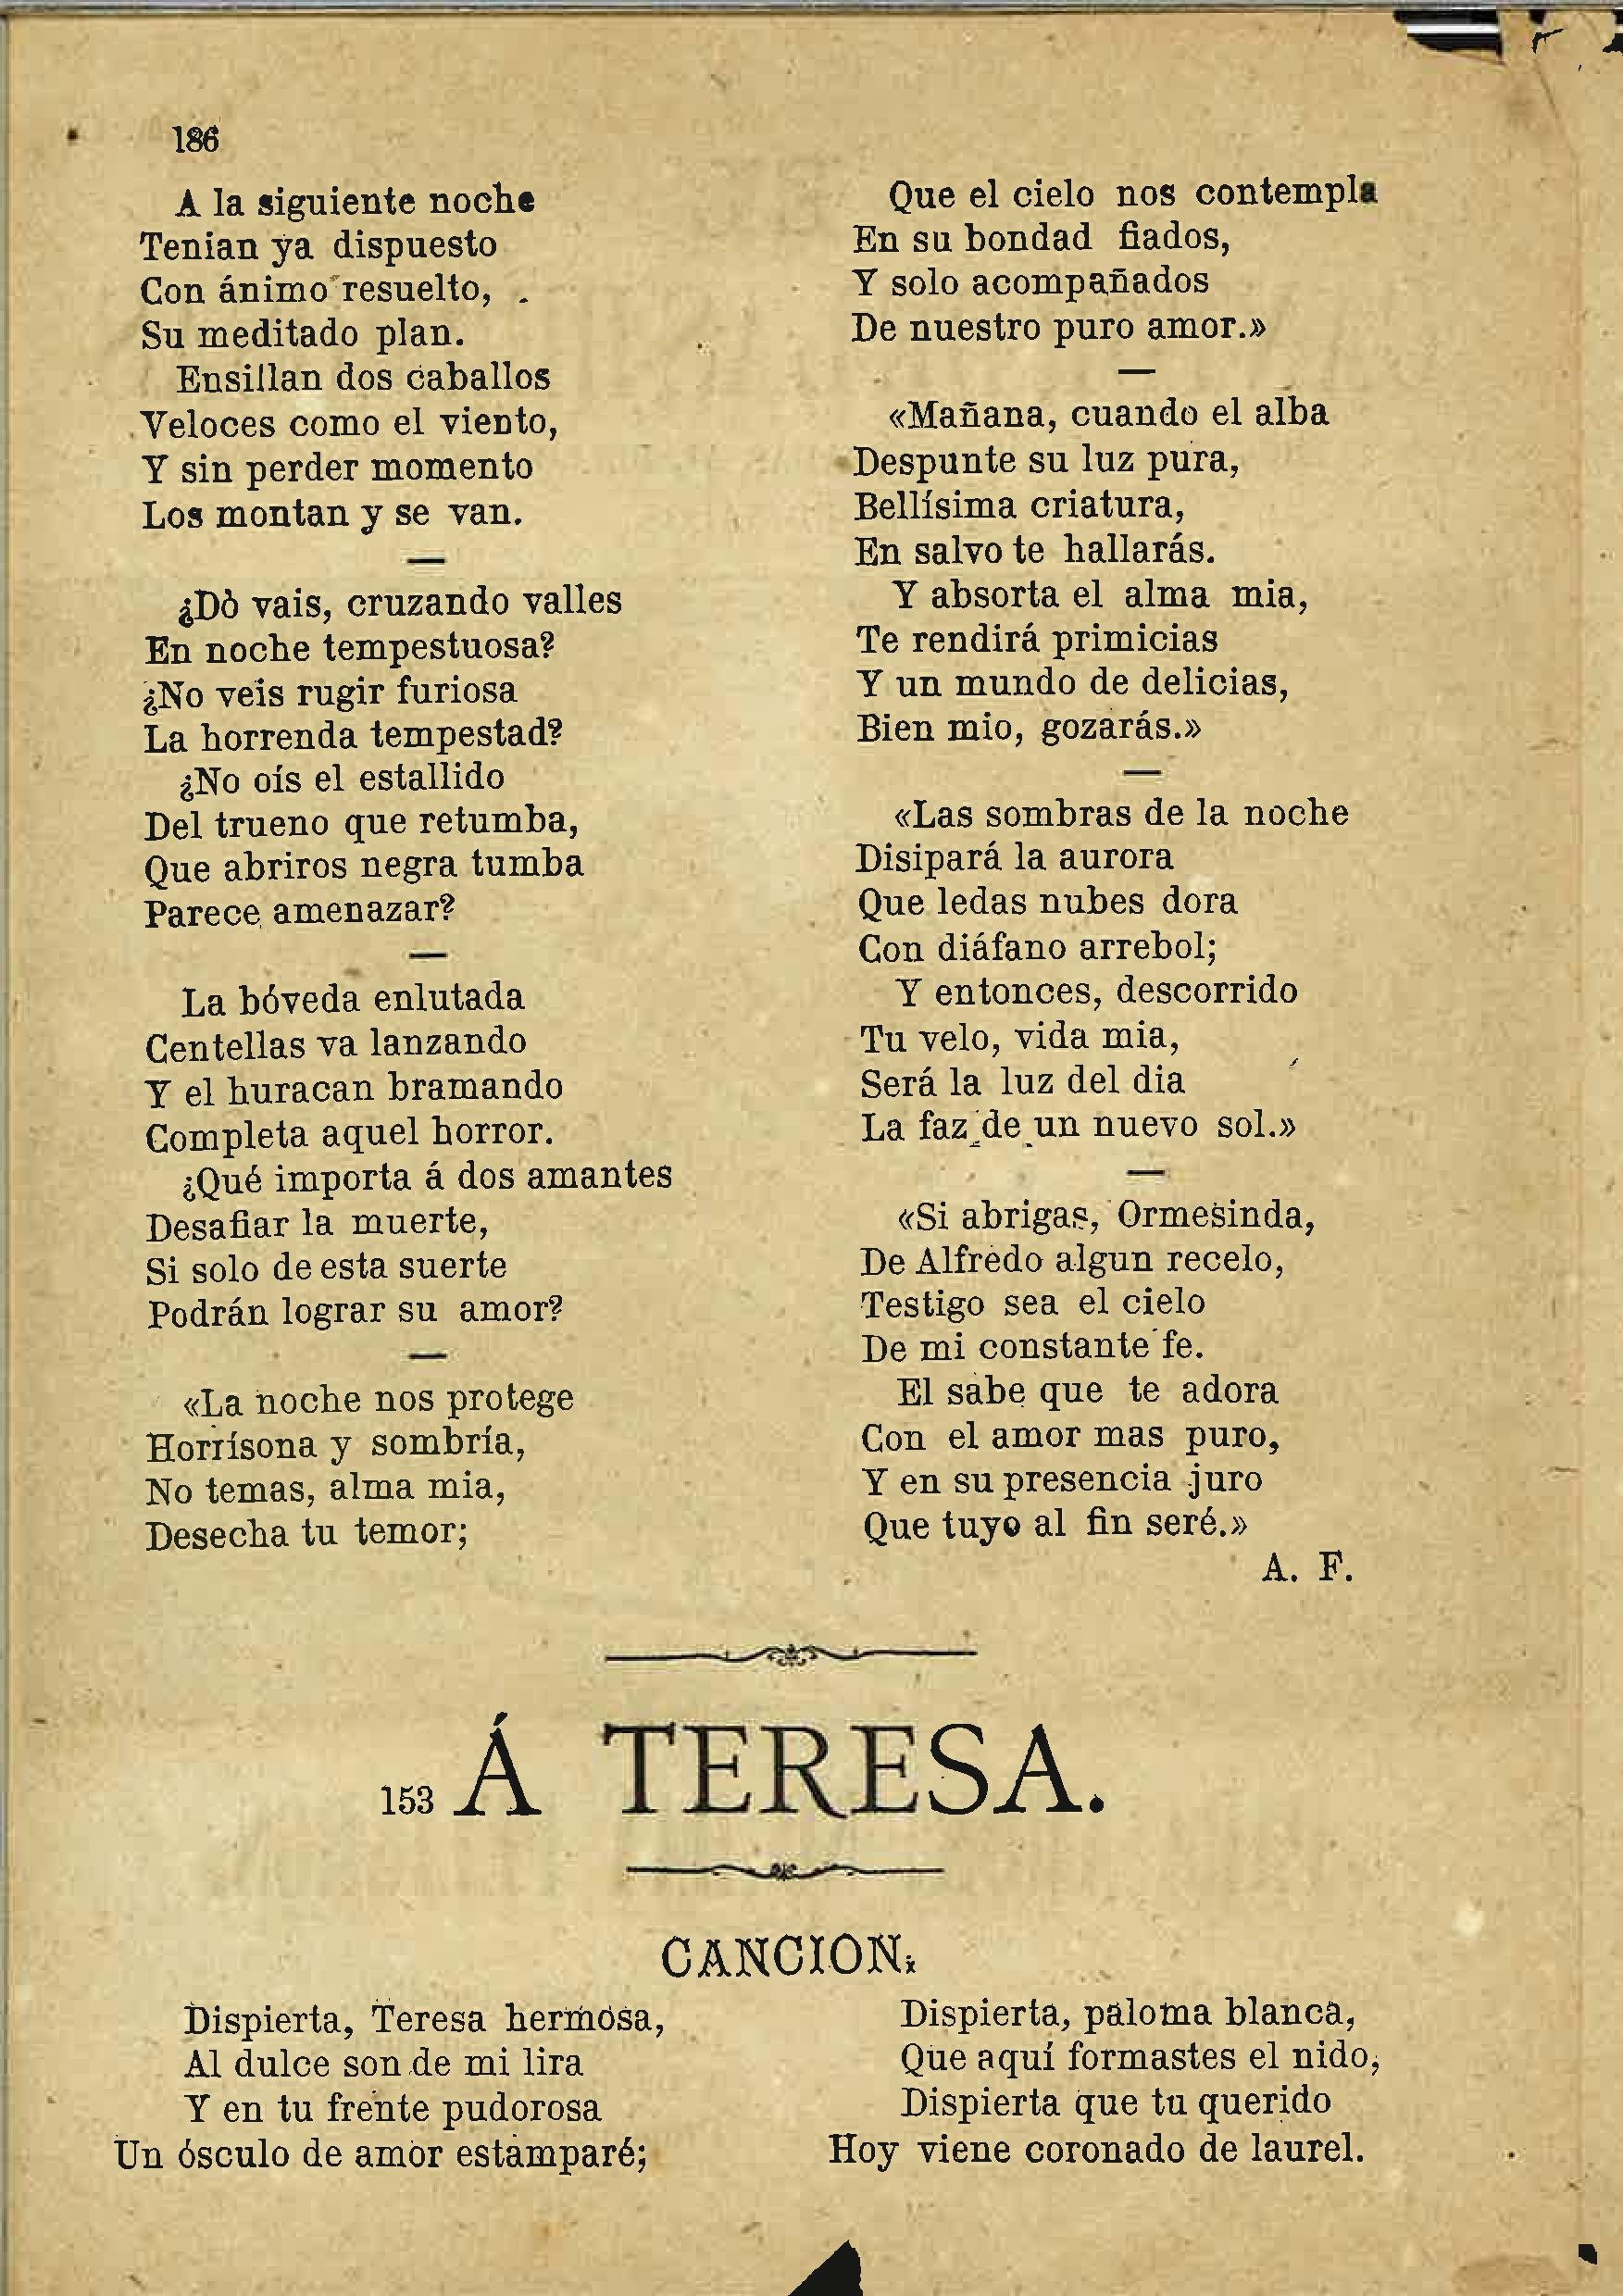 186
A la siguiente noche
Tenian ya dispuesto
Con ánimo resuelto,
Su meditado plan.
Ensillan dos caballos
Veloces como el viento,
Y sin perder momento
Los montan y se van.
—
¿Dò vais, cruzando valles
En noche tempestuosa?
¿No veis rugir furiosa
La horrenda tempestad?
¿No oís el estallido
Del trueno que retumba,
Que abriros negra tumba
Parece amenazar?
—
La bóveda enlutada
Centellas va lanzando
Y el huracan bramando
Completa aquel horror.
¿Qué importa á dos amantes
Desafiar la muerte,
Si solo de esta suerte
Podrán lograr su amor?
—
«La noche nos protege
Horrísona y sombría,
No temas, alma mia,
Desecha tu temor;
Que el cielo nos contempla
En su bondad fiados,
Y solo acompañados
De nuestro puro amor.»
—
«Mañana, cuando el alba
Despunte su luz pura,
Bellísima criatura,
En salvo te hallarás.
Y absorta el alma mia,
Te rendirá primicias
Y un mundo de delicias,
Bien mio, gozarás.»
—
«Las sombras de la noche
Disipará la aurora
Que ledas nubes dora
Con diáfano arrebol;
Y entonces, descorrido
Tu velo, vida mia,
Será la luz del dia
La faz de un nuevo sol.»
—
«Si abrigas, Ormesinda,
De Alfredo algun recelo,
Testigo sea el cielo
De mi constante fe.
El sabe que te adora
Con el amor mas puro,
Y en su presencia juro
Que tuyo al fin seré.»
A. F.
153 Á TERESA.
CANCION.
Dispierta, Teresa hermosa,
Al dulce son de mi lira
Y en tu frente pudorosa
Un ósculo de amor estamparé;
Dispierta, paloma blanca,
Que aquí formastes el nido,
Dispierta que tu querido
Hoy viene coronado de laurel.